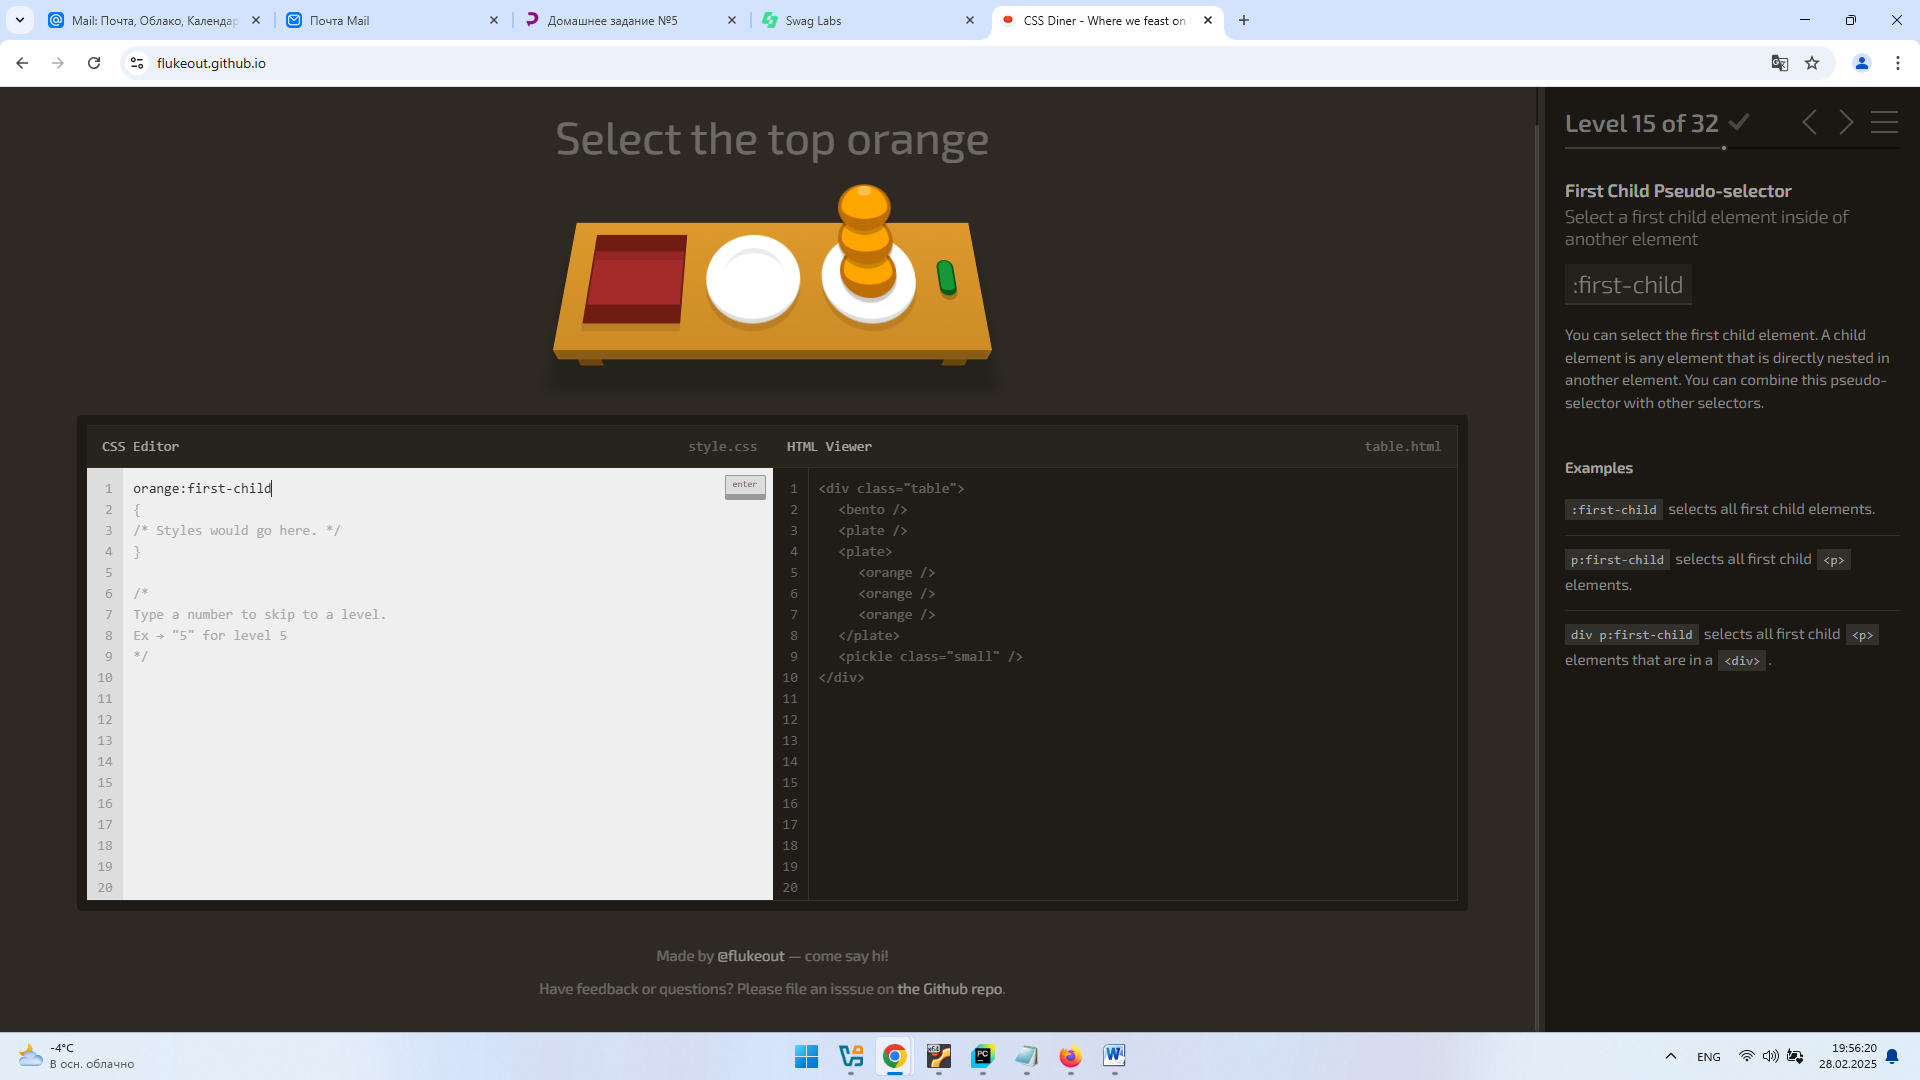 Mail: Почта, Облако, Календар
Почта Mail
Домашнее задание №5
Swag Labs
CSS Diner - Where we feast on
flukeout.github.io
Select the top orange
CSS Editor
style.css
HTML Viewer
table.html
enter
1 orange:first-child
2 {
3 /* Styles would go here. */
4 }
5
6 /*
7 Type a number to skip to a level.
8 Ex → "5" for level 5
9 */
10
11
12
13
14
15
16
17
18
19
20
1 <div class="table">
2 <bento />
3 <plate />
4 <plate>
5 <orange />
6 <orange />
7 <orange />
8 </plate>
9 <pickle class="small" />
10 </div>
11
12
13
14
15
16
17
18
19
20
Made by @flukeout — come say hi!
Have feedback or questions? Please file an isssue on the Github repo.
Level 15 of 32
First Child Pseudo-selector
Select a first child element inside of
another element
:first-child
You can select the first child element. A child
element is any element that is directly nested in
another element. You can combine this pseudo-
selector with other selectors.
Examples
:first-child selects all first child elements.
p:first-child selects all first child <p>
elements.
div p:first-child selects all first child <p>
elements that are in a <div> .
-4°C
В осн. облачно
x64
PC
W
ENG
19:56:20
28.02.2025